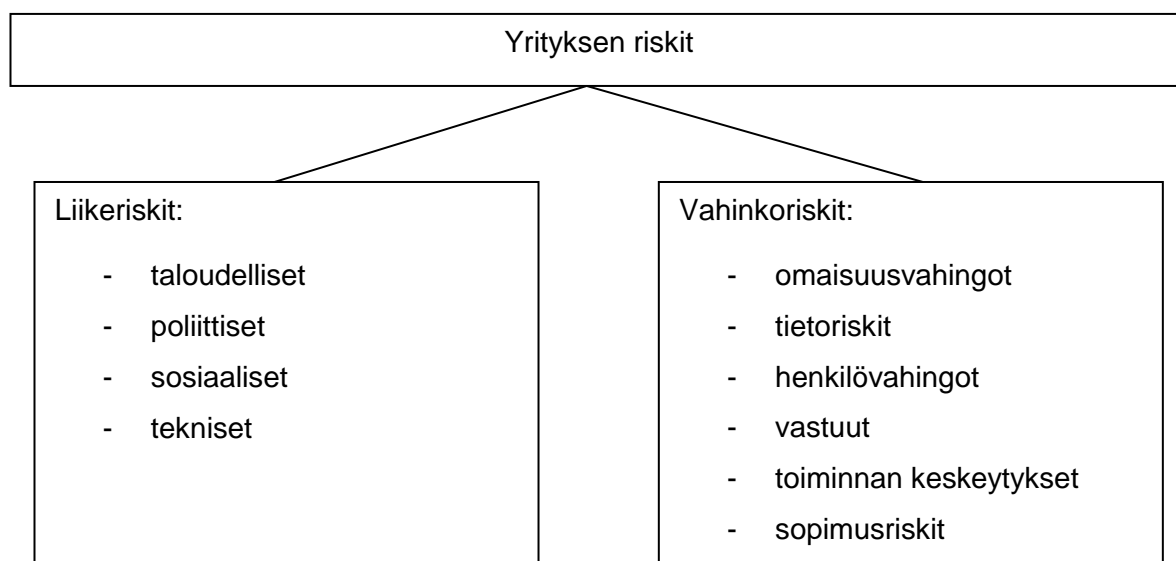 Yrityksen riskit
Liikeriskit:
- taloudelliset
- poliittiset
- sosiaaliset
- tekniset
Vahinkoriskit:
- omaisuusvahingot
- tietoriskit
- henkilövahingot
- vastuut
- toiminnan keskeytykset
- sopimusriskit